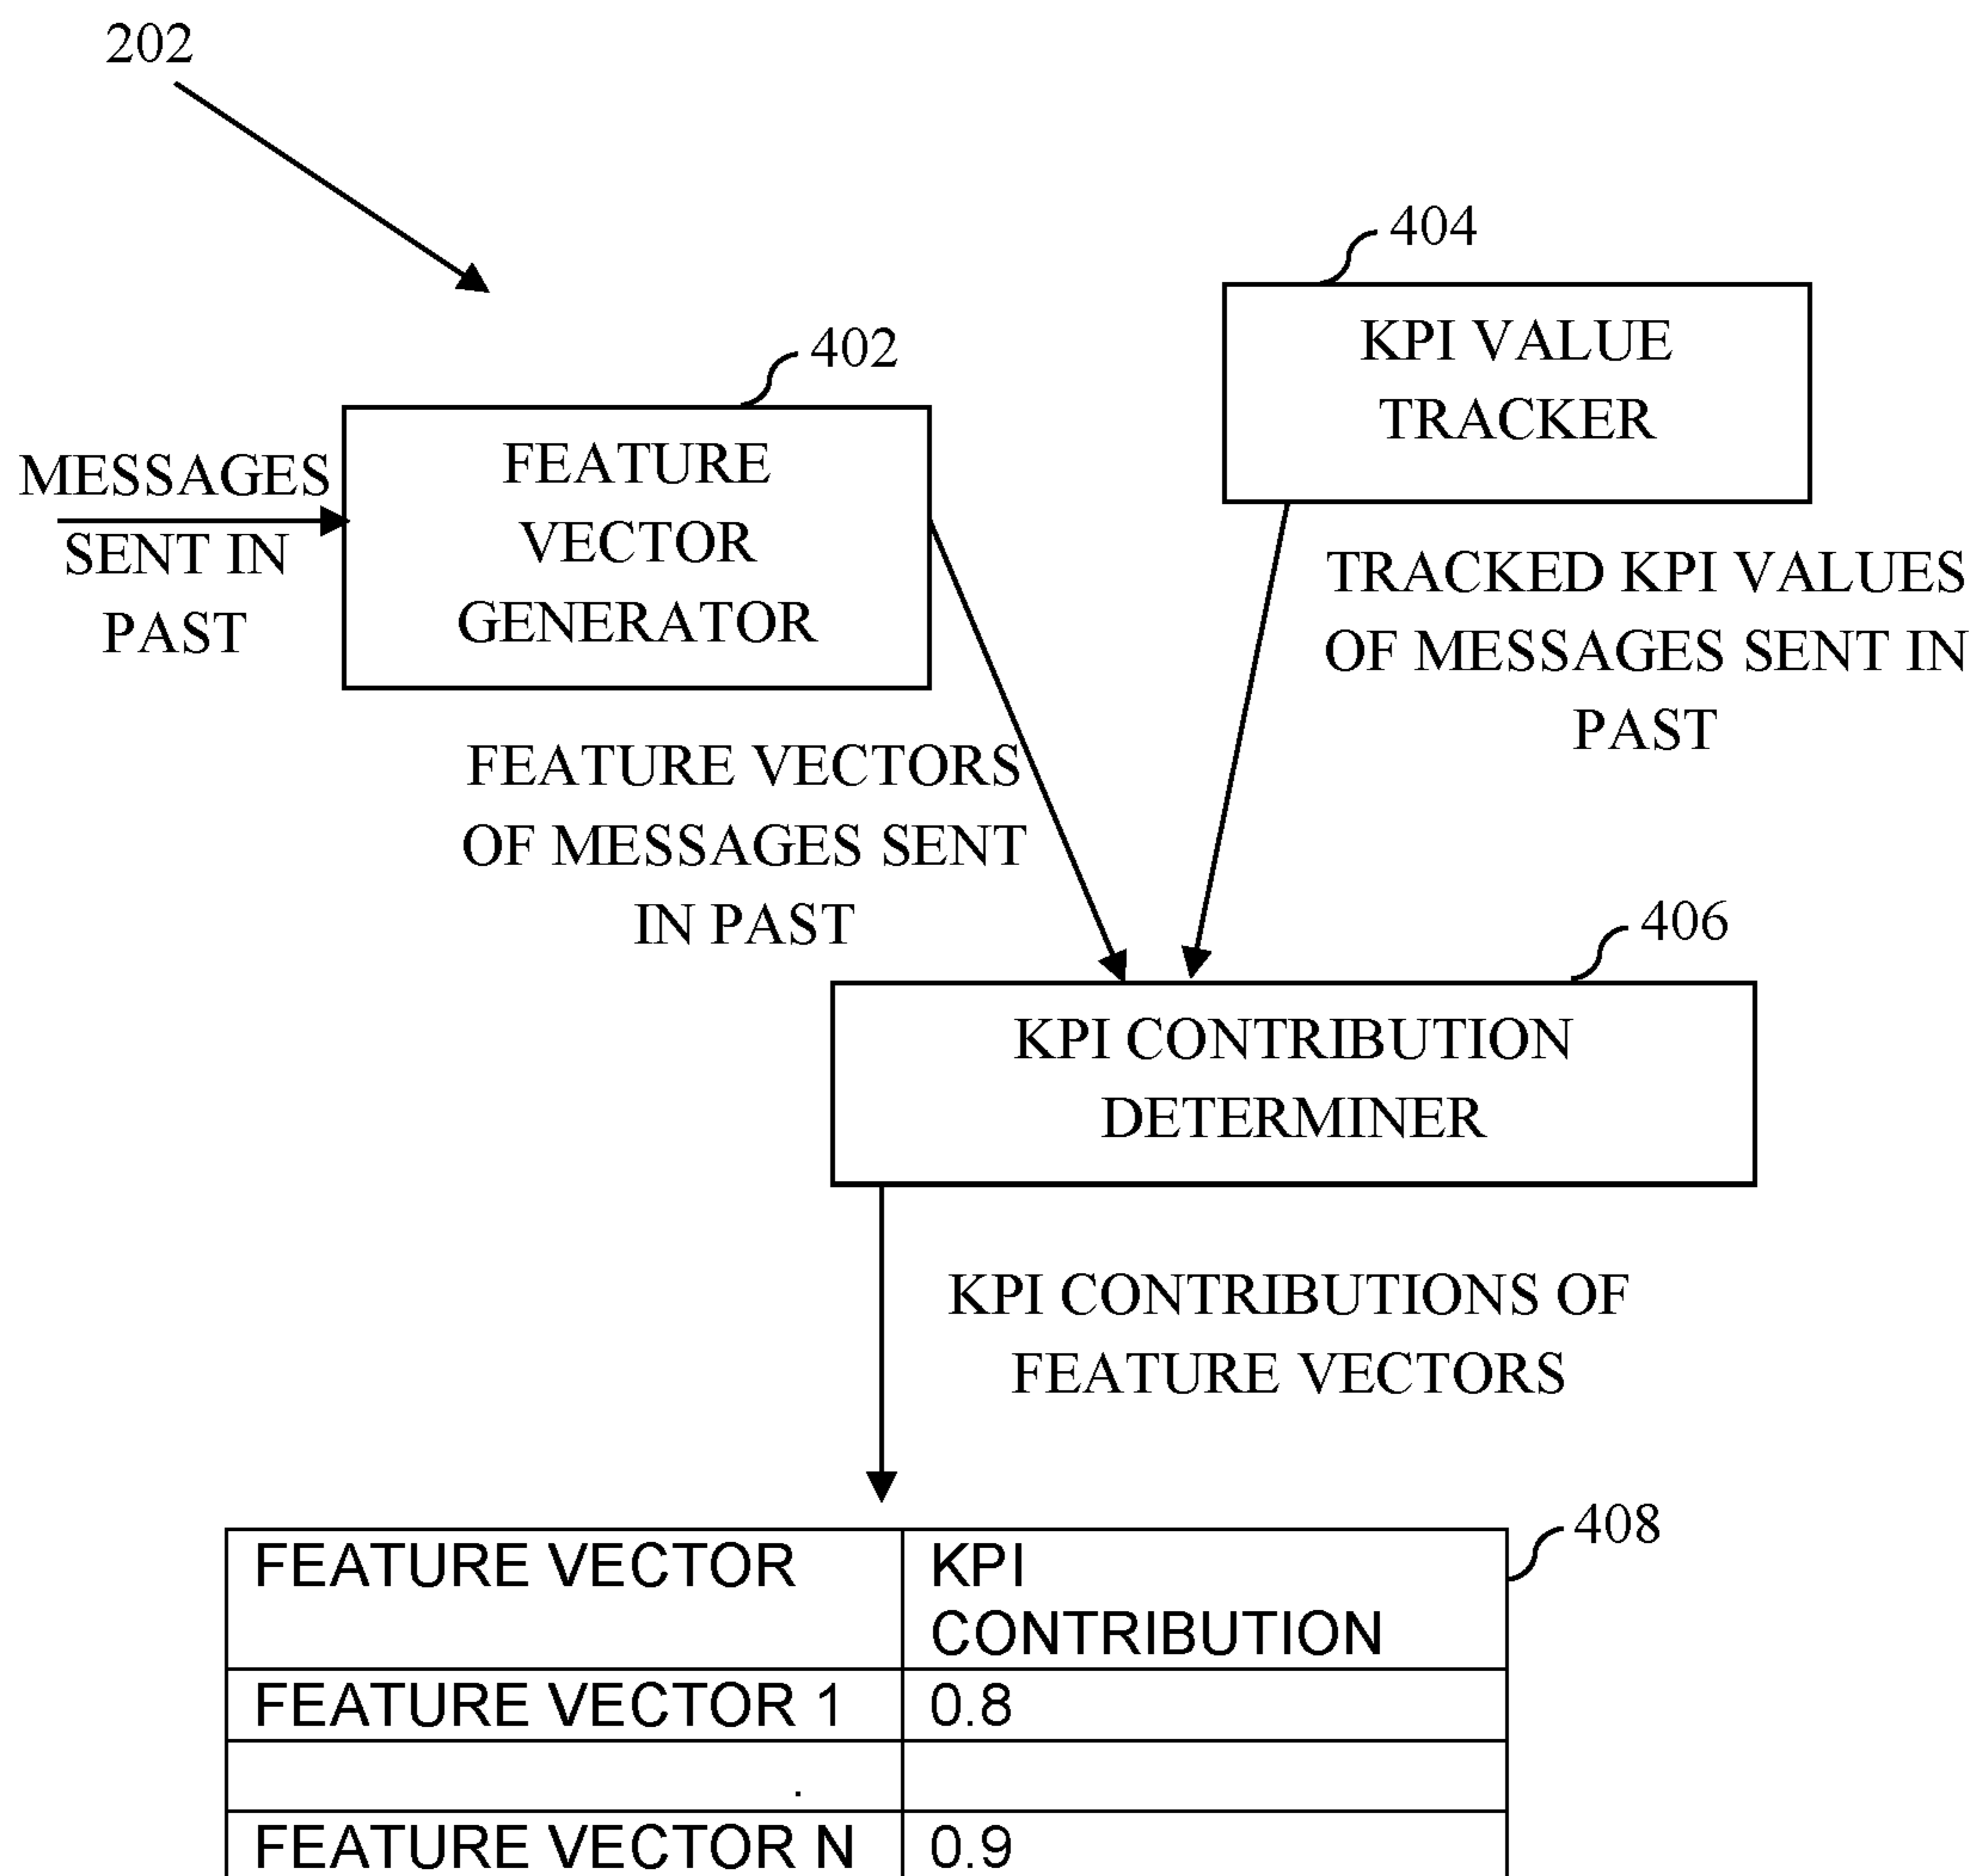 202
404
KPI VALUE
TRACKER
402
FEATURE
VECTOR
GENERATOR
MESSAGES
SENT IN
PAST
TRACKED KPI VALUES
OF MESSAGES SENT IN
PAST
FEATURE VECTORS
OF MESSAGES SENT
IN PAST
406
KPI CONTRIBUTION
DETERMINER
KPI CONTRIBUTIONS OF
FEATURE VECTORS
408
FEATURE VECTOR
KPI
CONTRIBUTION
FEATURE VECTOR 1
0.8
.
FEATURE VECTOR N
0.9